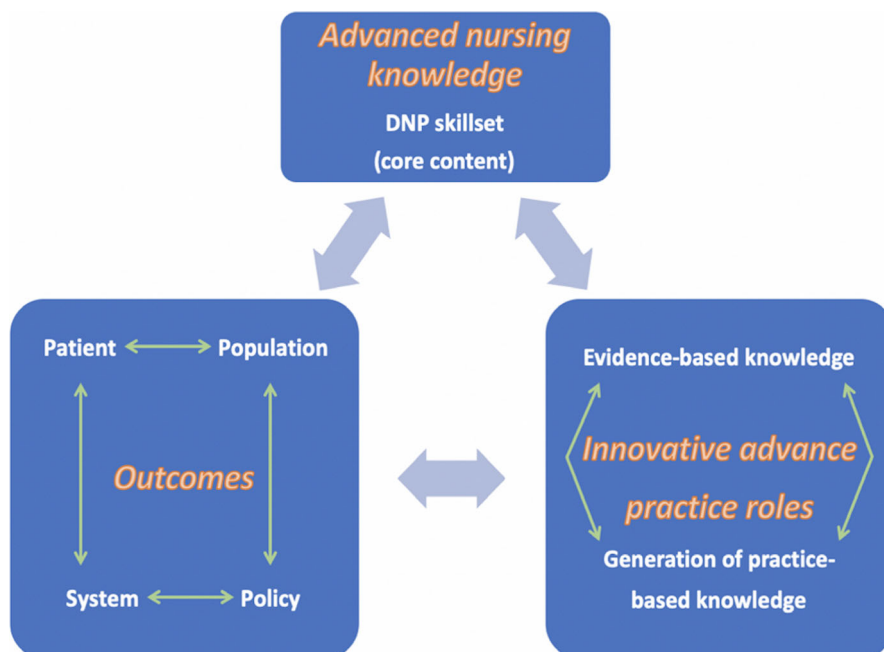 Advanced nursing
knowledge
DNP skillset
(core content)
Patient
Population
Outcomes
System
Policy
Evidence-based knowledge
Innovative advance
practice roles
Generation of practice-
based knowledge